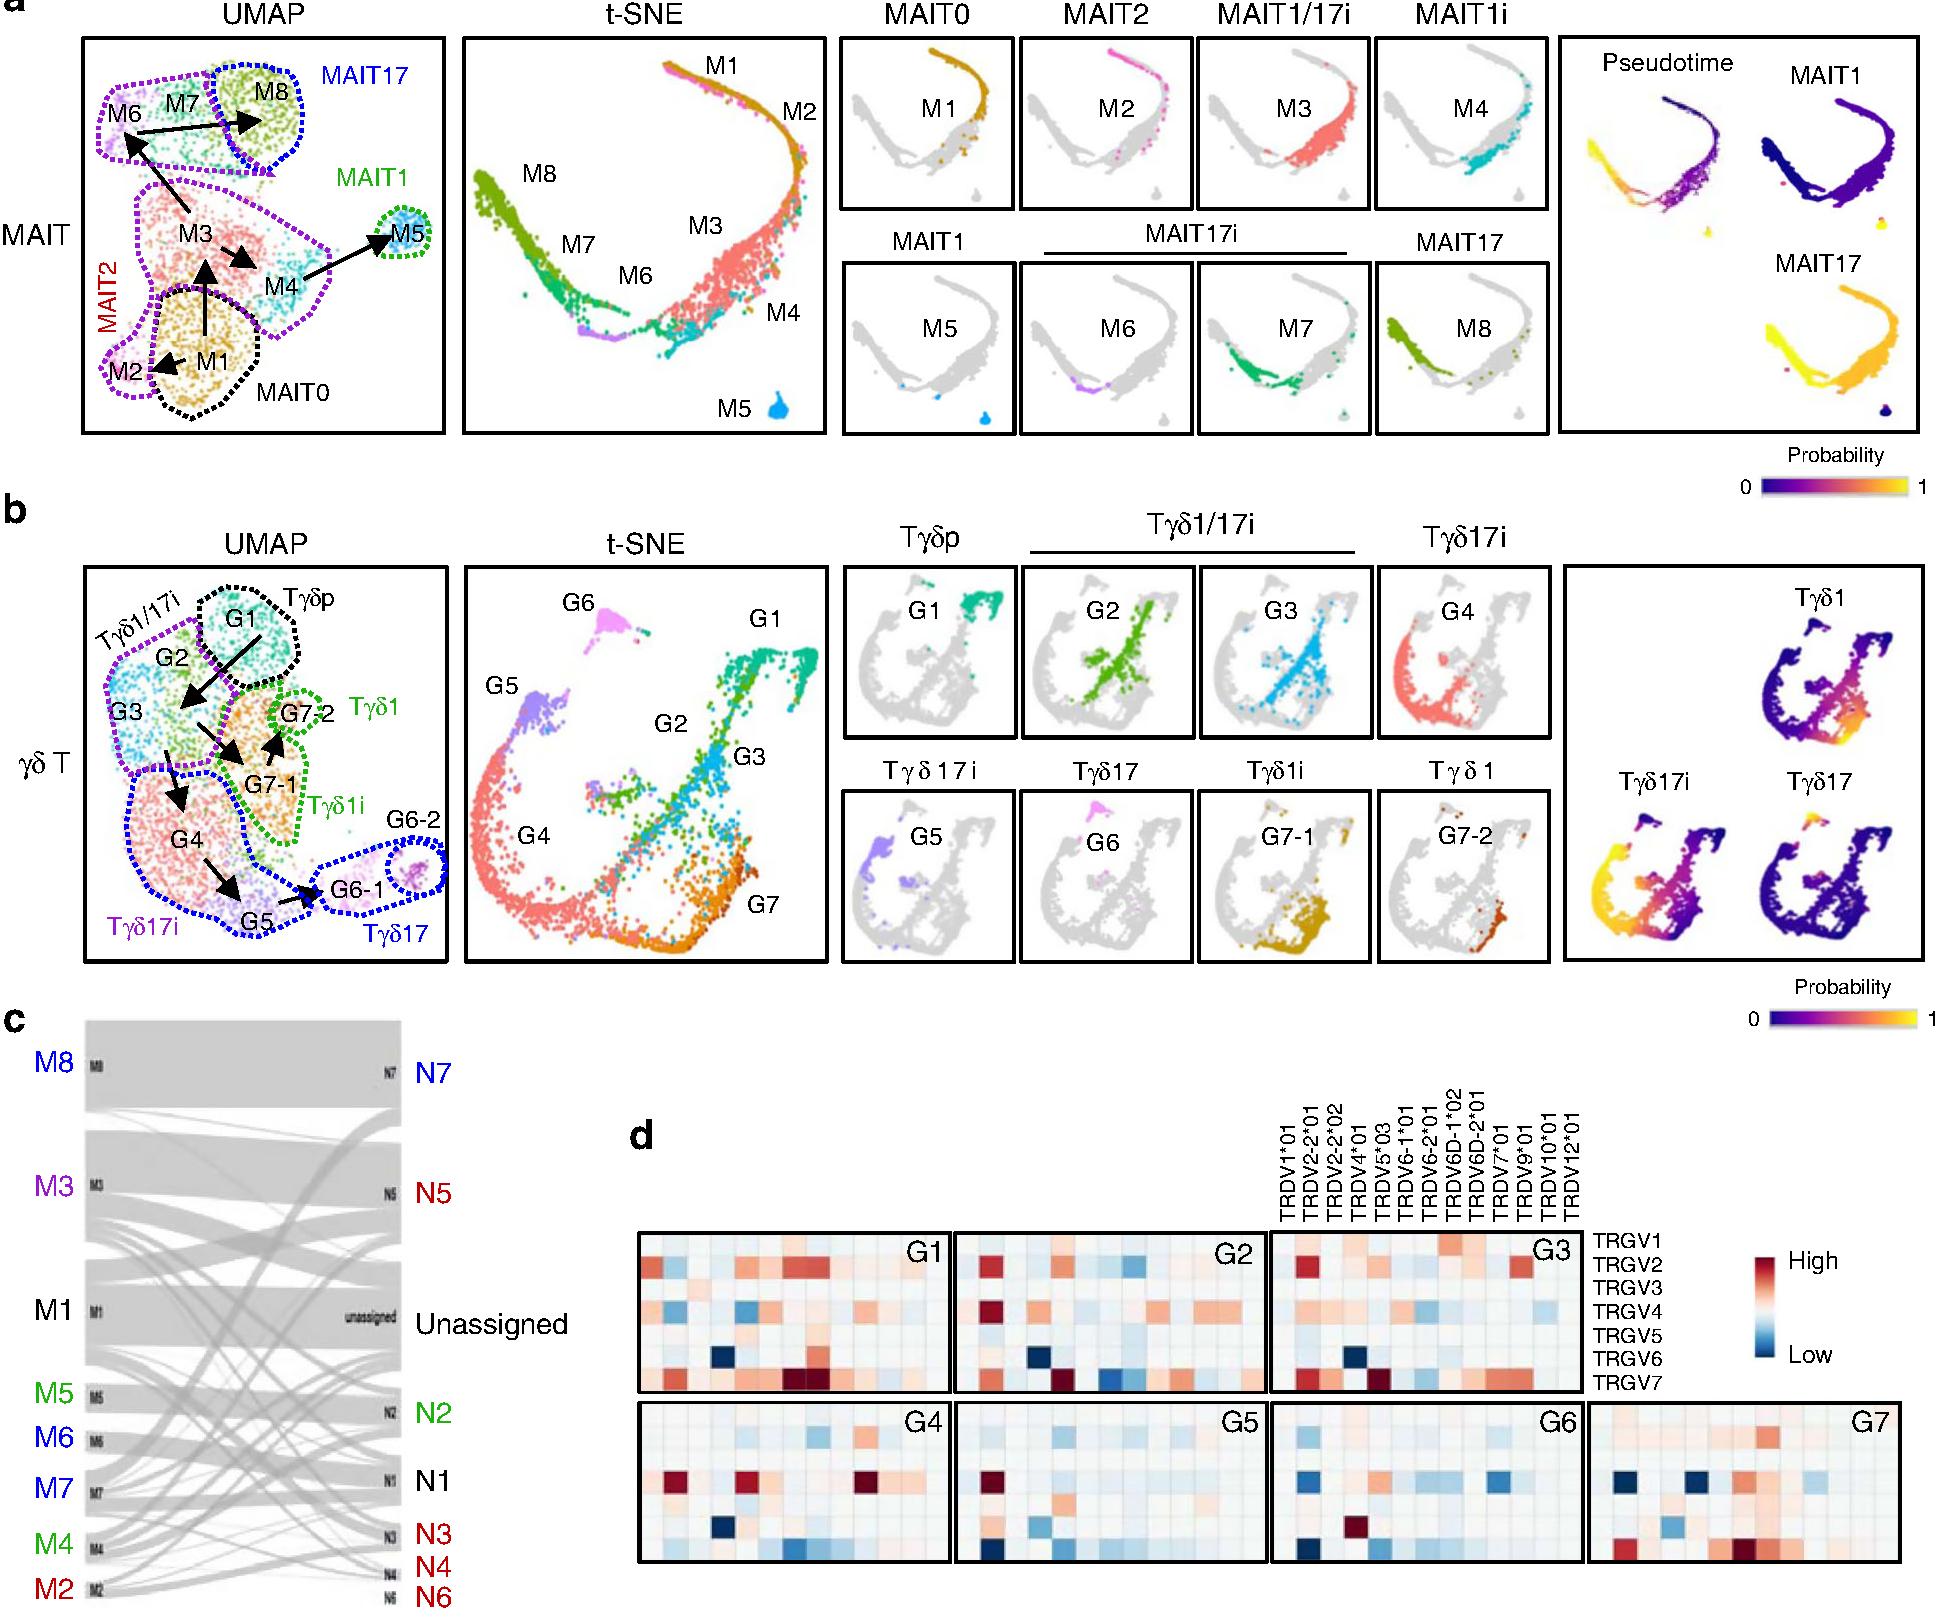 a
UMAP
t-SNE
MAIT0
MAIT2
MAIT1/17i
MAIT1i
MAIT
MAIT17
M6
M7
M8
MAIT1
M5
M3
M4
MAIT2
M1
M2
MAIT0
M1
M2
M8
M3
M7
M6
M4
M5
M1
M2
M3
M4
MAIT1
MAIT17i
MAIT17
M5
M6
M7
M8
Pseudotime
MAIT1
MAIT17
Probability
0
1
b
UMAP
t-SNE
Tγδp
Tγδ1/17i
Tγδ17i
γδ T
Tγδp
Tγδ1/17i
G1
G2
G3
G7-2
Tγδ1
G7-1
Tγδ1i
G4
G6-2
G6-1
G5
Tγδ17i
Tγδ17
G6
G1
G5
G2
G3
G4
G7
G1
G2
G3
G4
Tγδ17i
Tγδ17
Tγδ1i
Tγδ1
G5
G6
G7-1
G7-2
Tγδ1
Tγδ17i
Tγδ17
Probability
0
1
c
M8
M3
M1
M5
M6
M7
M4
M2
M8
M3
M1
M5
M6
M7
M4
M2
N7
N5
unassigned
N2
N1
N3
N4
N6
N7
N5
Unassigned
N2
N1
N3
N4
N6
d
TRDV1*01
TRDV2-2*01
TRDV2-2*02
TRDV4*01
TRDV5*03
TRDV6-1*01
TRDV6-2*01
TRDV6D-1*02
TRDV6D-2*01
TRDV7*01
TRDV9*01
TRDV10*01
TRDV12*01
G1
G2
G3
TRGV1
TRGV2
TRGV3
TRGV4
TRGV5
TRGV6
TRGV7
High
Low
G4
G5
G6
G7